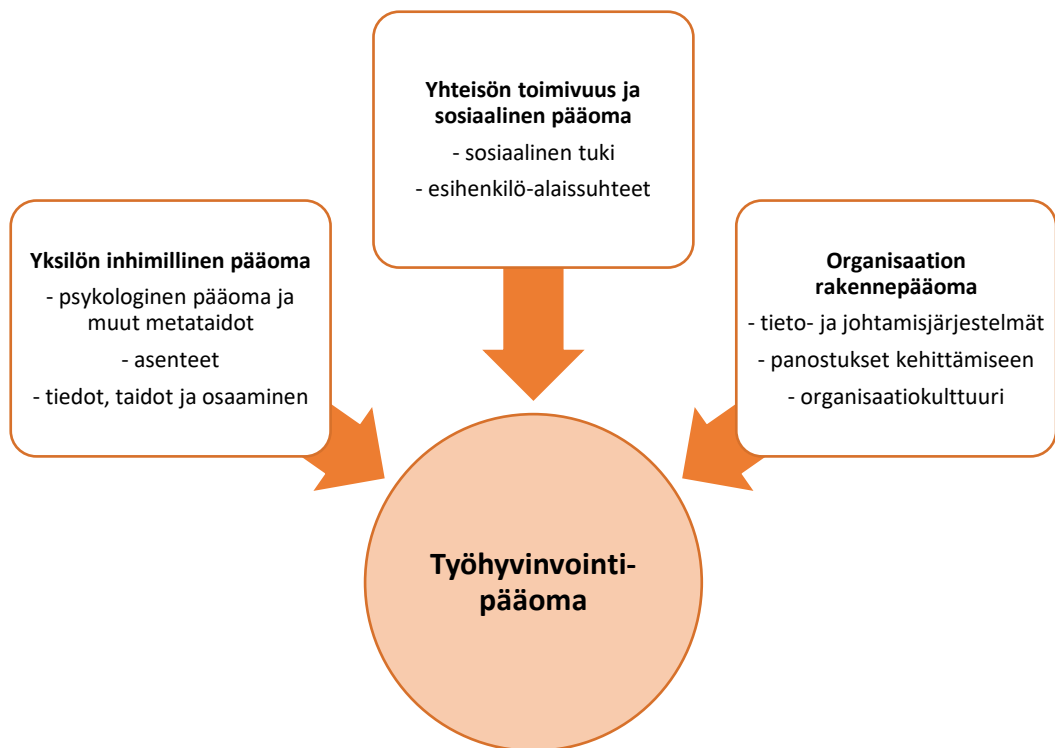 Yhteisön toimivuus ja
sosiaalinen pääoma
- sosiaalinen tuki
- esihenkilö-alaissuhteet
Yksilön inhimillinen pääoma
- psykologinen pääoma ja
muut metataidot
- asenteet
- tiedot, taidot ja osaaminen
Organisaation
rakennepääoma
- tieto- ja johtamisjärjestelmät
- panostukset kehittämiseen
- organisaatiokulttuuri
Työhyvinvointi-
pääoma